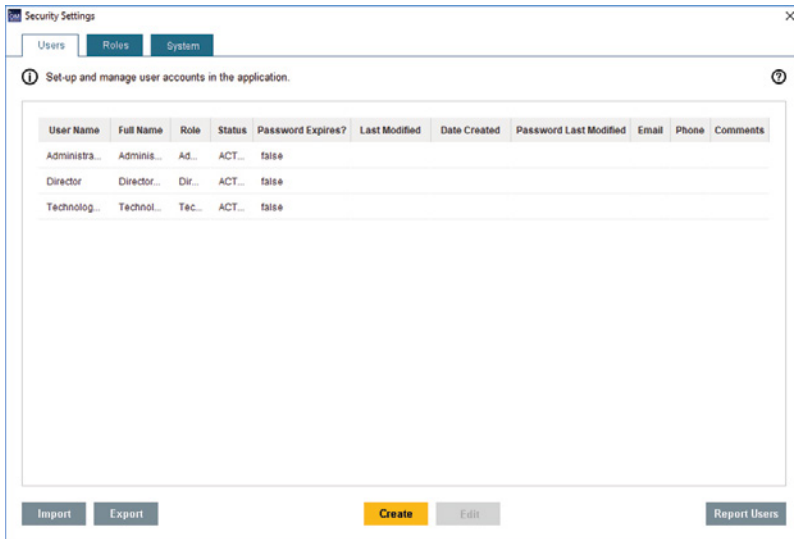 GM Security Settings
Users Roles System
Set-up and manage user accounts in the application.
User Name Full Name Role Status Password Expires? Last Modified Date Created Password Last Modified Email Phone Comments
Administra... Adminis... Ad... ACT... false
Director Director... Dir... ACT... false
Technolog... Technol... Tec... ACT... false
Import Export Create Edit Report Users